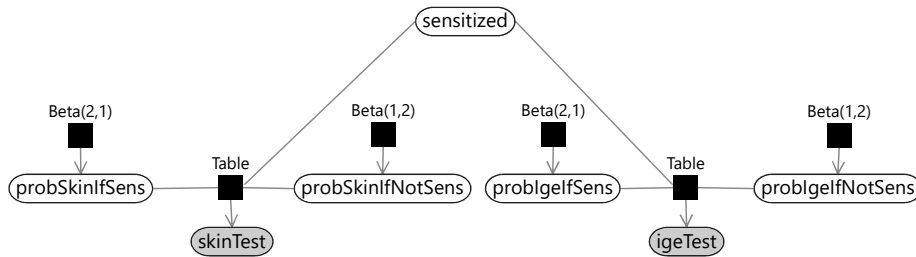 sensitized
Beta(2,1)
Beta(1,2)
Beta(2,1)
Beta(1,2)
Table
Table
probSkinIfSens
probSkinIfNotSens
probIgeIfSens
probIgeIfNotSens
skinTest
igeTest